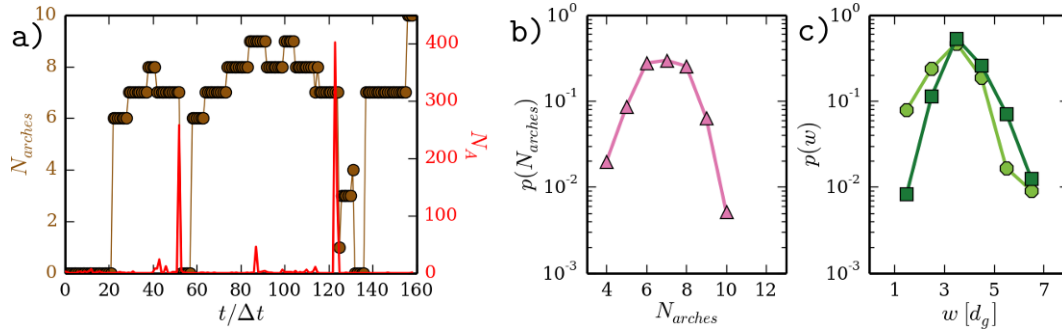 a)
10
8
6
4
2
0
N_arches
400
300
200
100
0
N_A
0 20 40 60 80 100 120 140 160
t/Δt
b)
10^0
10^-1
10^-2
10^-3
p(N_arches)
4 6 8 10 12
N_arches
c)
10^0
10^-1
10^-2
10^-3
p(w)
1 3 5 7
w [d_g]